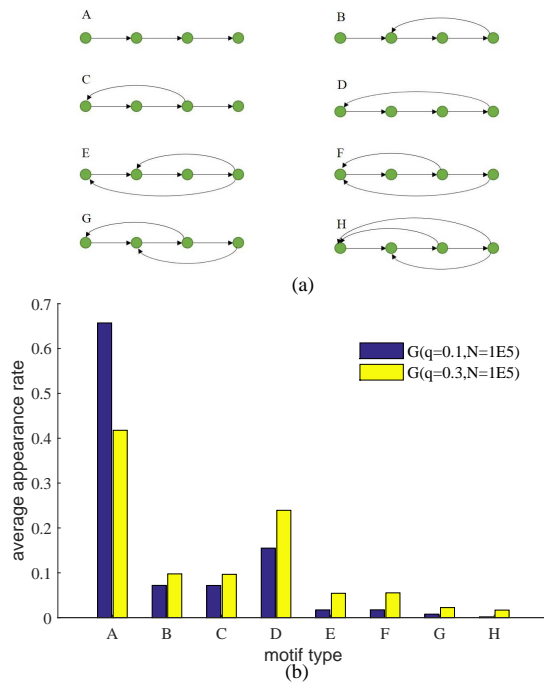 A
B
C
D
E
F
G
H
(a)
0.7
0.6
0.5
0.4
0.3
0.2
0.1
0
average appearance rate
G(q=0.1,N=1E5)
G(q=0.3,N=1E5)
A B C D E F G H
motif type
(b)